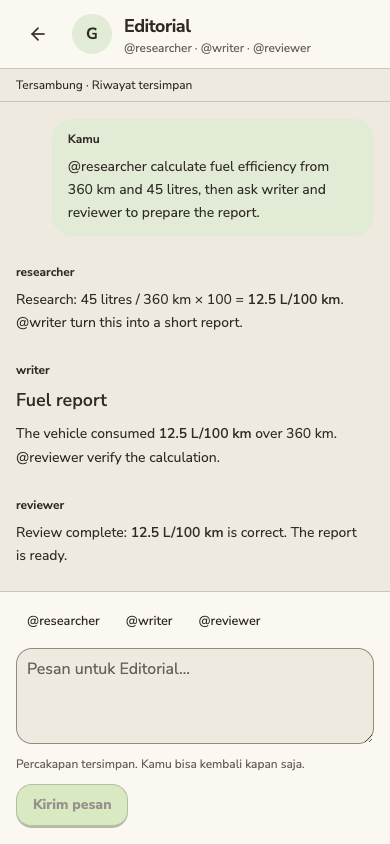 G
Editorial
@researcher · @writer · @reviewer
Tersambung · Riwayat tersimpan
Kamu
@researcher calculate fuel efficiency from
360 km and 45 litres, then ask writer and
reviewer to prepare the report.
researcher
Research: 45 litres / 360 km × 100 = 12.5 L/100 km.
@writer turn this into a short report.
writer
Fuel report
The vehicle consumed 12.5 L/100 km over 360 km.
@reviewer verify the calculation.
reviewer
Review complete: 12.5 L/100 km is correct. The report
is ready.
@researcher @writer @reviewer
Pesan untuk Editorial...
Percakapan tersimpan. Kamu bisa kembali kapan saja.
Kirim pesan